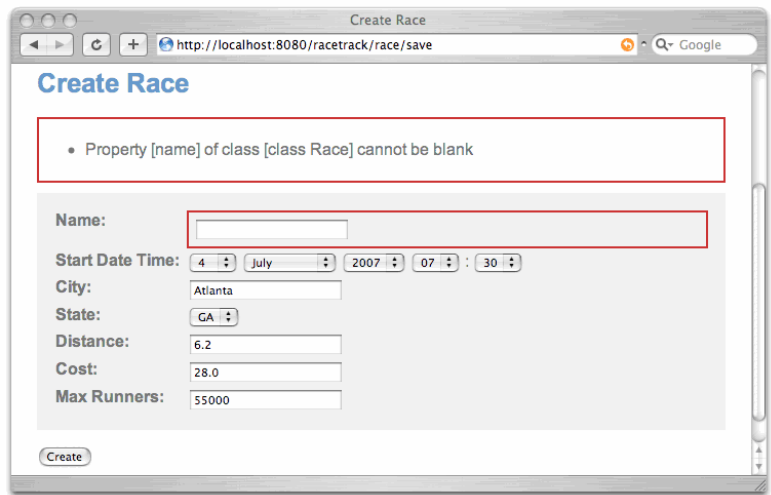 Create Race
http://localhost:8080/racetrack/race/save
Google
Create Race
• Property [name] of class [class Race] cannot be blank
Name:
Start Date Time: 4 July 2007 07 : 30
City: Atlanta
State: GA
Distance: 6.2
Cost: 28.0
Max Runners: 55000
Create